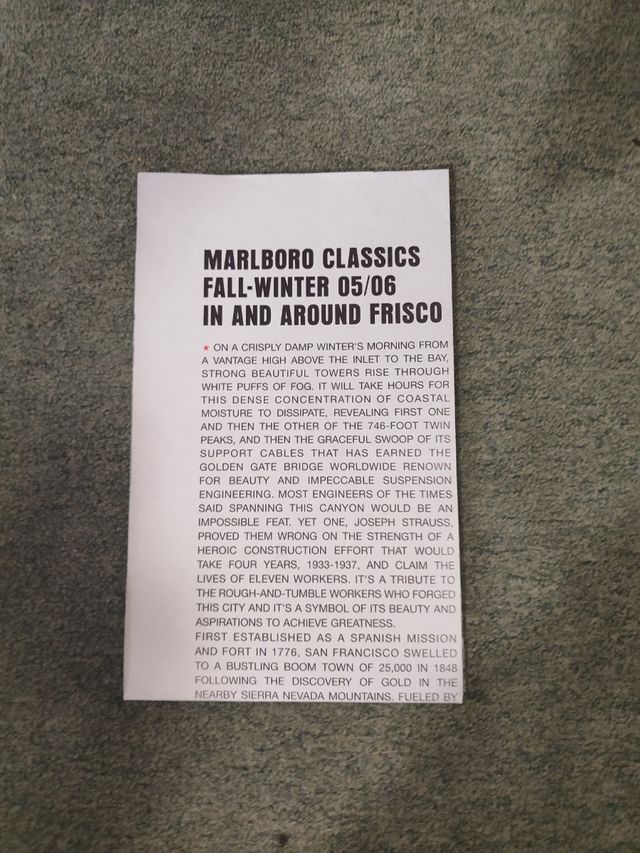 MARLBORO CLASSICS
FALL-WINTER 05/06
IN AND AROUND FRISCO
★ ON A CRISPLY DAMP WINTER'S MORNING FROM
A VANTAGE HIGH ABOVE THE INLET TO THE BAY,
STRONG BEAUTIFUL TOWERS RISE THROUGH
WHITE PUFFS OF FOG. IT WILL TAKE HOURS FOR
THIS DENSE CONCENTRATION OF COASTAL
MOISTURE TO DISSIPATE, REVEALING FIRST ONE
AND THEN THE OTHER OF THE 746-FOOT TWIN
PEAKS, AND THEN THE GRACEFUL SWOOP OF ITS
SUPPORT CABLES THAT HAS EARNED THE
GOLDEN GATE BRIDGE WORLDWIDE RENOWN
FOR BEAUTY AND IMPECCABLE SUSPENSION
ENGINEERING. MOST ENGINEERS OF THE TIMES
SAID SPANNING THIS CANYON WOULD BE AN
IMPOSSIBLE FEAT. YET ONE, JOSEPH STRAUSS,
PROVED THEM WRONG ON THE STRENGTH OF A
HEROIC CONSTRUCTION EFFORT THAT WOULD
TAKE FOUR YEARS, 1933-1937, AND CLAIM THE
LIVES OF ELEVEN WORKERS. IT'S A TRIBUTE TO
THE ROUGH-AND-TUMBLE WORKERS WHO FORGED
THIS CITY AND IT'S A SYMBOL OF ITS BEAUTY AND
ASPIRATIONS TO ACHIEVE GREATNESS.
FIRST ESTABLISHED AS A SPANISH MISSION
AND FORT IN 1776, SAN FRANCISCO SWELLED
TO A BUSTLING BOOM TOWN OF 25,000 IN 1848
FOLLOWING THE DISCOVERY OF GOLD IN THE
NEARBY SIERRA NEVADA MOUNTAINS. FUELED BY